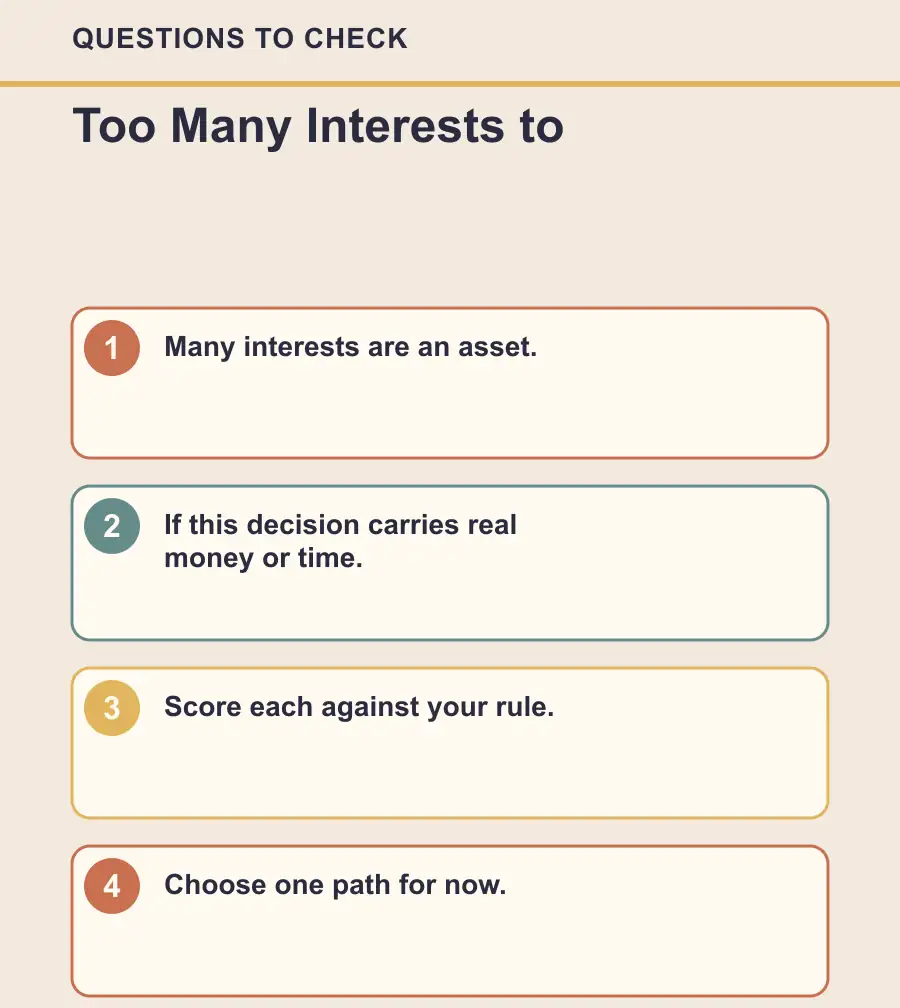 QUESTIONS TO CHECK
Too Many Interests to
1
Many interests are an asset.
2
If this decision carries real
money or time.
3
Score each against your rule.
4
Choose one path for now.